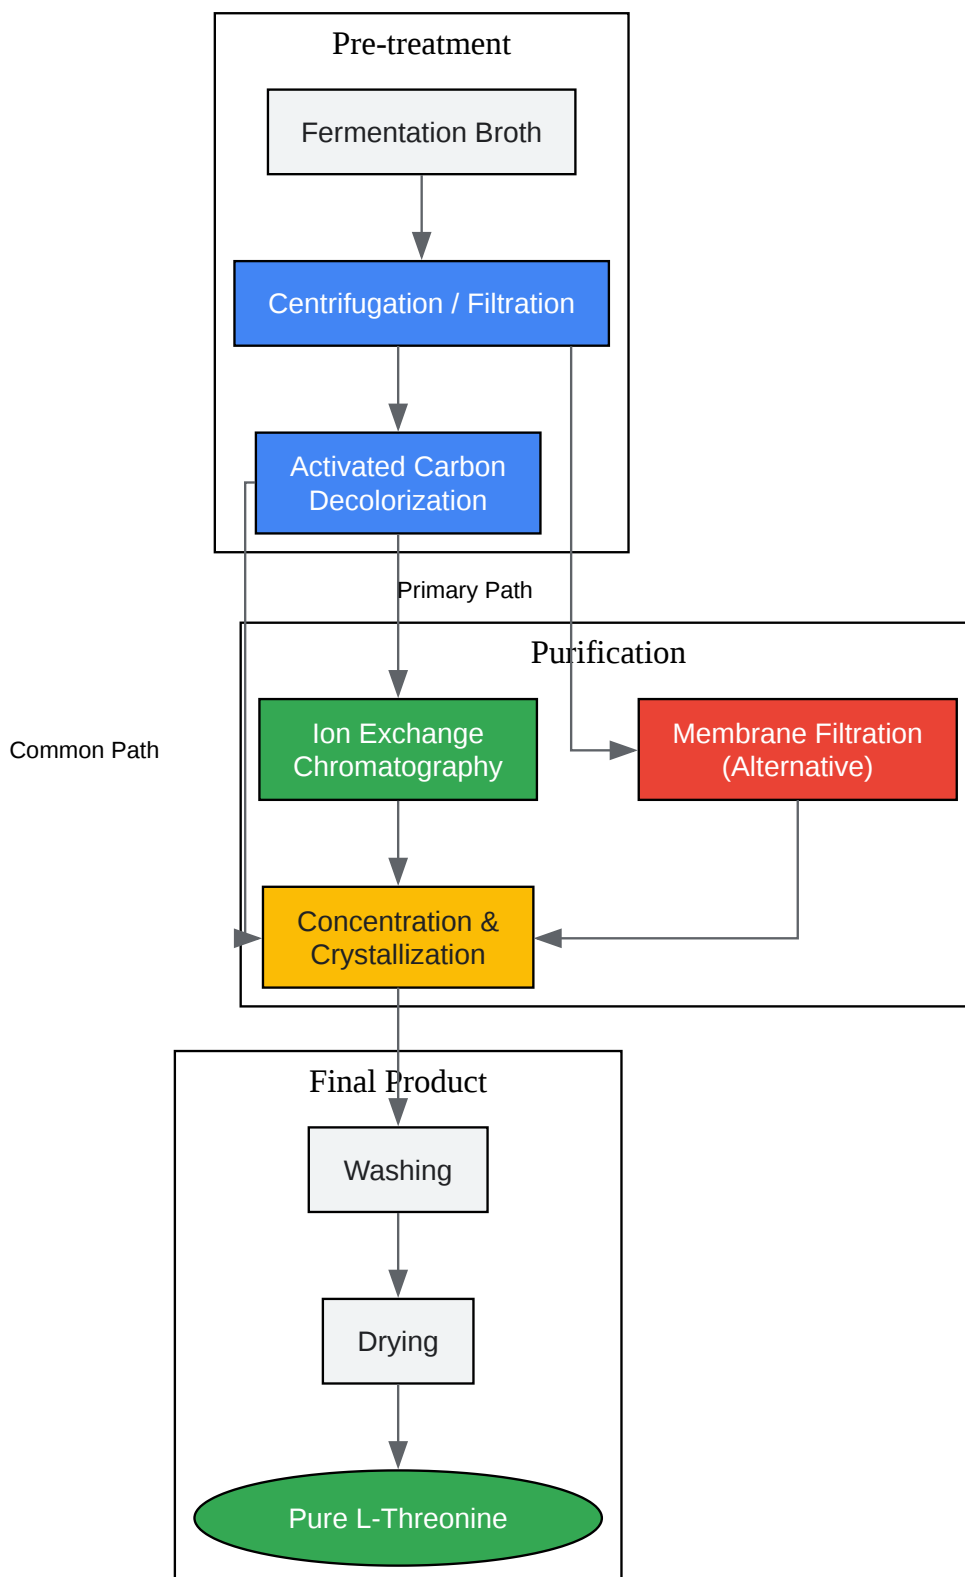 Pre-treatment
Fermentation Broth
Centrifugation / Filtration
Activated Carbon
Decolorization
Primary Path
Purification
Ion Exchange
Chromatography
Membrane Filtration
(Alternative)
Common Path
Concentration &
Crystallization
Final Product
Washing
Drying
Pure L-Threonine